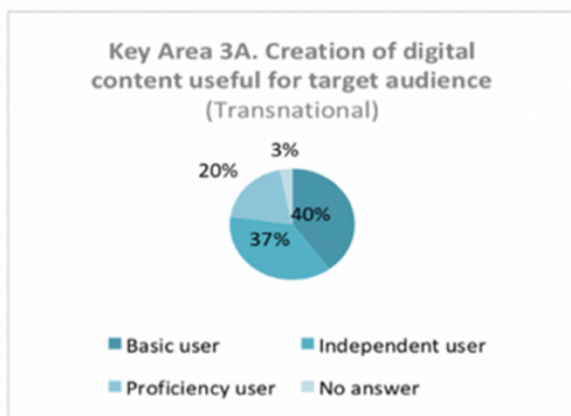 Key Area 3A. Creation of digital
content useful for target audience
(Transnational)
3%
20%
40%
37%
Basic user
Independent user
Proficiency user
No answer